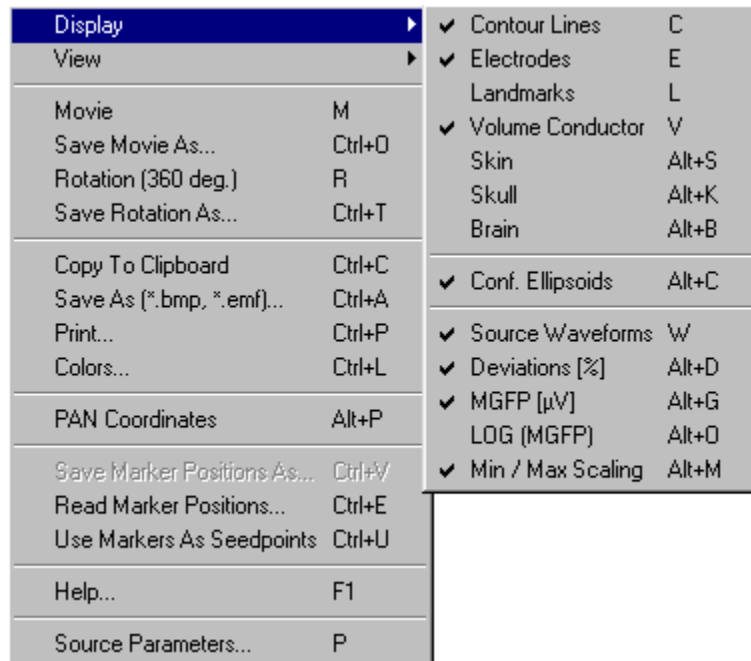 Display
View
Movie M
Save Movie As... Ctrl+O
Rotation (360 deg.) R
Save Rotation As... Ctrl+T
Copy To Clipboard Ctrl+C
Save As (*.bmp, *.emf)... Ctrl+A
Print... Ctrl+P
Colors... Ctrl+L
PAN Coordinates Alt+P
Save Marker Positions As... Ctrl+V
Read Marker Positions... Ctrl+E
Use Markers As Seedpoints Ctrl+U
Help... F1
Source Parameters... P
Contour Lines C
Electrodes E
Landmarks L
Volume Conductor V
Skin Alt+S
Skull Alt+K
Brain Alt+B
Conf. Ellipsoids Alt+C
Source Waveforms W
Deviations [%] Alt+D
MGFP [µV] Alt+G
LOG (MGFP) Alt+O
Min / Max Scaling Alt+M